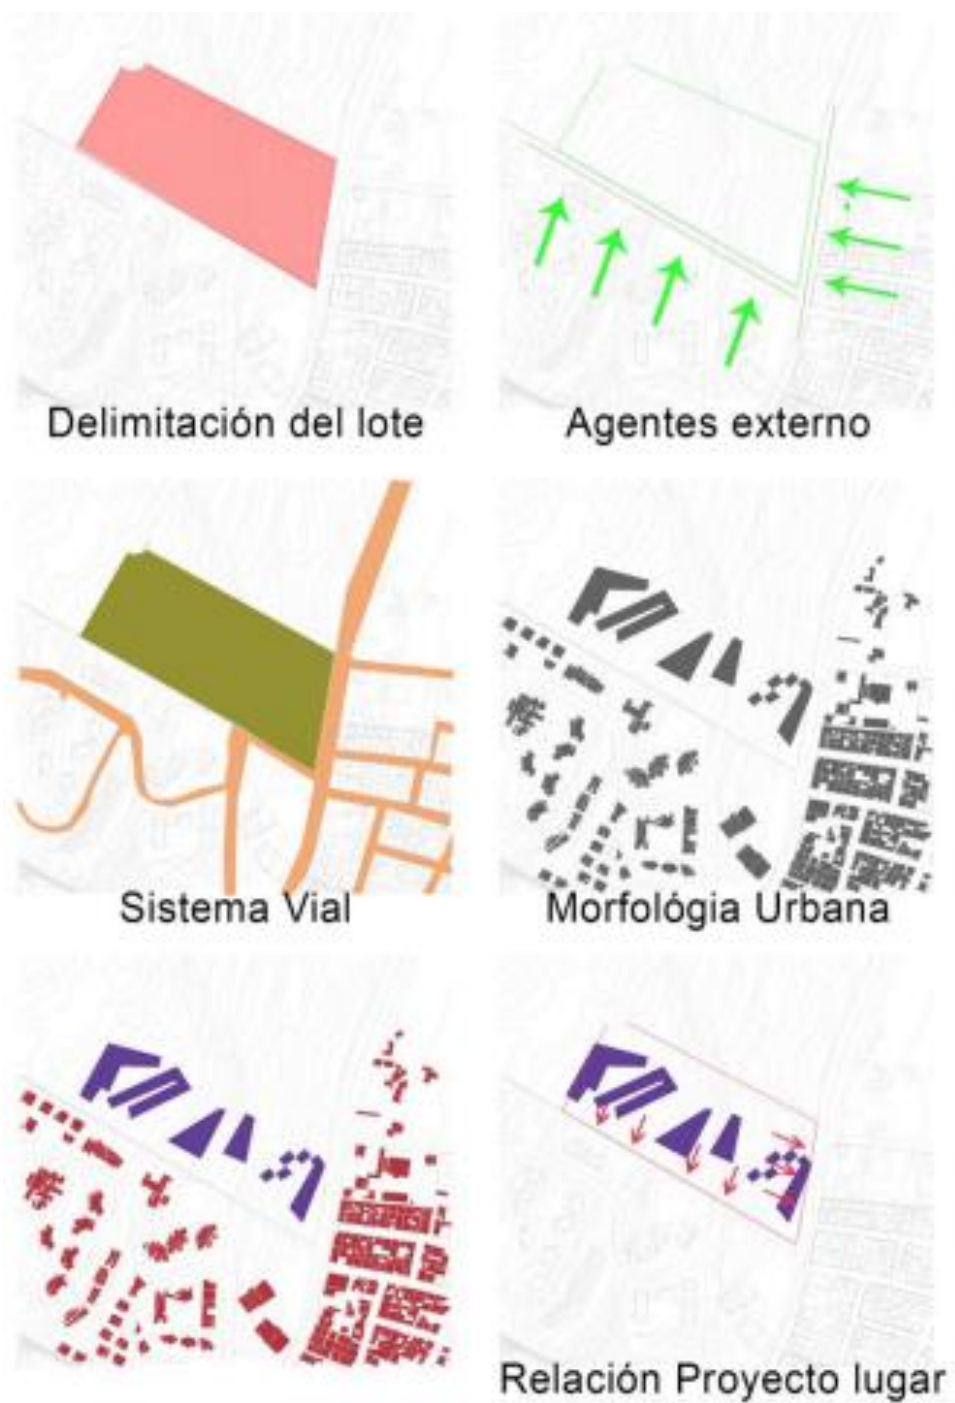 Delimitación del lote
Agentes externo
Sistema Vial
Morfológia Urbana
Relación Proyecto lugar